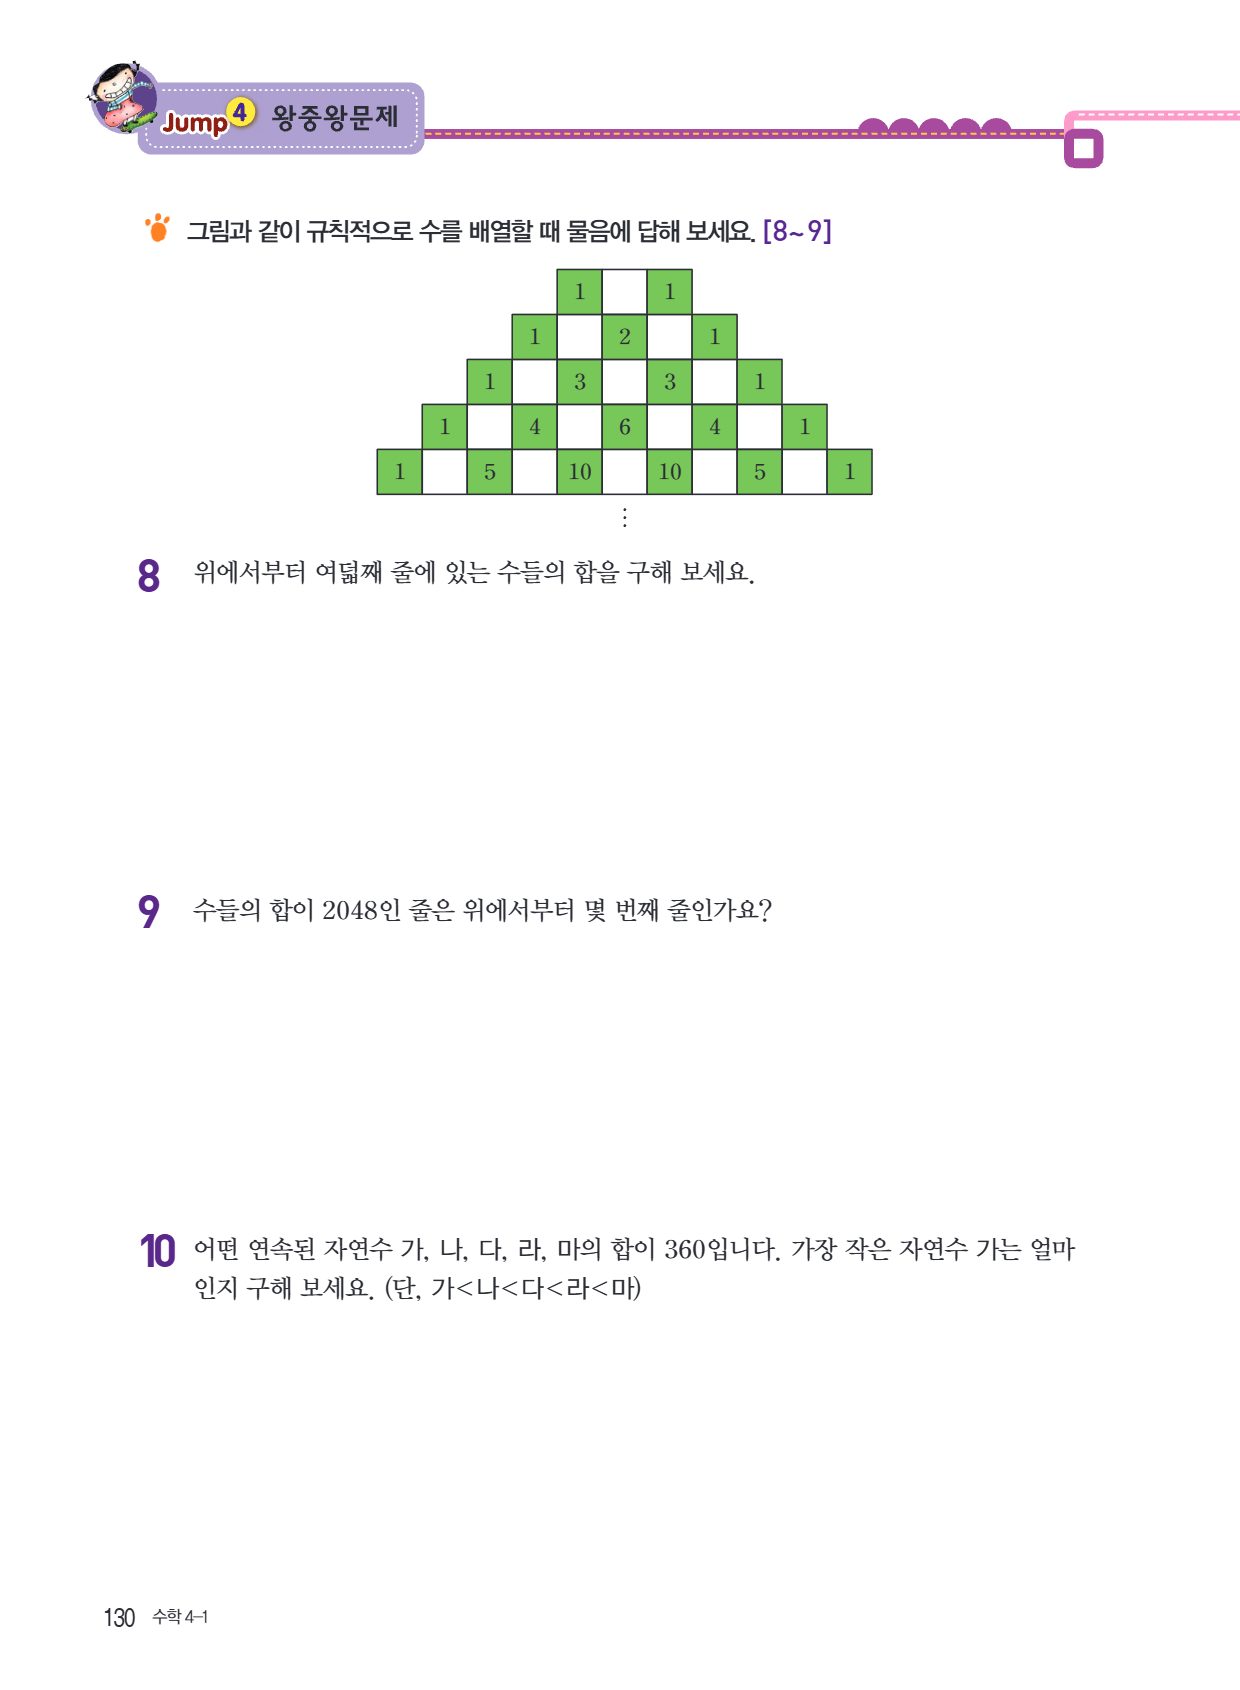 Jump 4 왕중왕문제
그림과 같이 규칙적으로 수를 배열할 때 물음에 답해 보세요. [8~9]
1 1
1 2 1
1 3 3 1
1 4 6 4 1
1 5 10 10 5 1
⋮
8 위에서부터 여덟째 줄에 있는 수들의 합을 구해 보세요.
9 수들의 합이 2048인 줄은 위에서부터 몇 번째 줄인가요?
10 어떤 연속된 자연수 가, 나, 다, 라, 마의 합이 360입니다. 가장 작은 자연수 가는 얼마
인지 구해 보세요. (단, 가<나<다<라<마)
130 수학 4-1